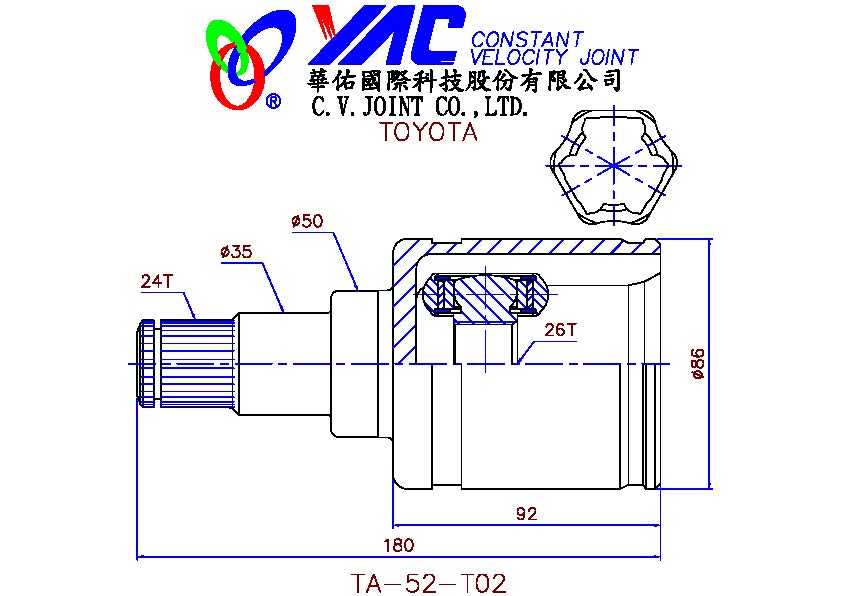 YAC CONSTANT
VELOCITY JOINT
®
華佑國際科技股份有限公司
C.V.JOINT CO.,LTD.
TOYOTA
ø50
ø35
24T
26T
ø86
92
180
TA-52-T02